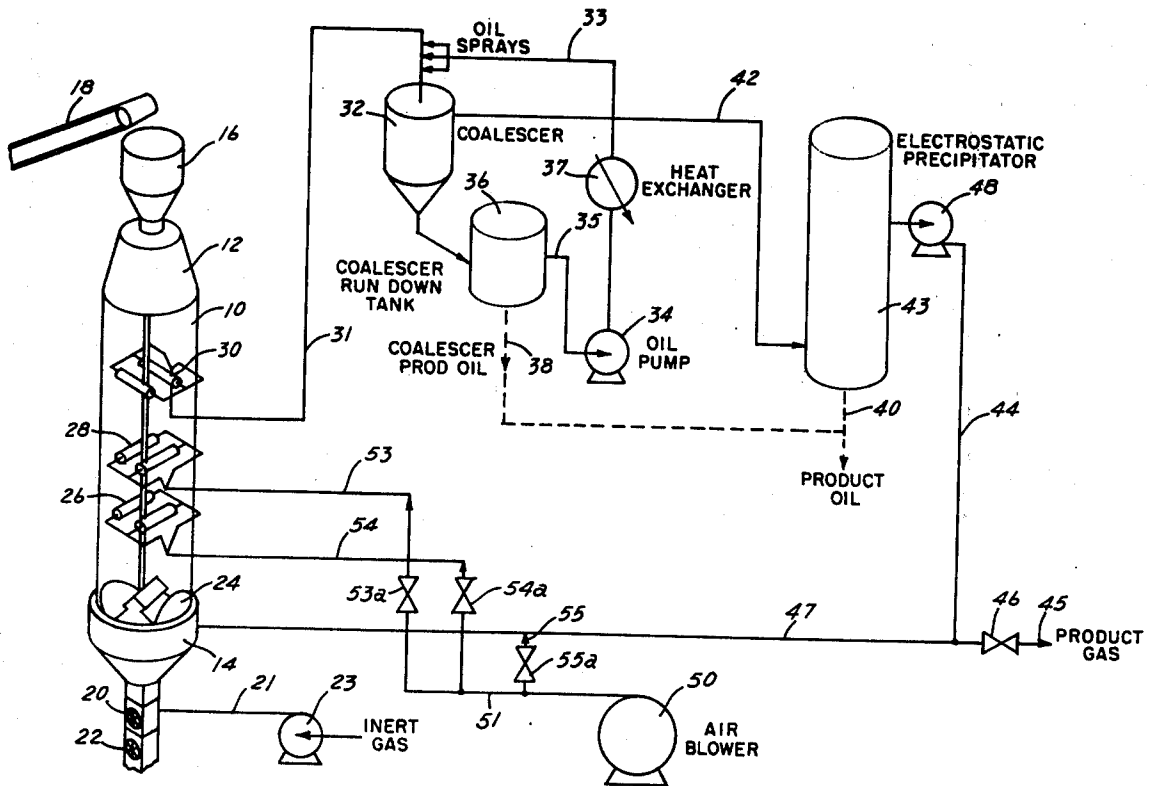 18
16
12
10
30
31
28
26
24
14
20
22
21
23
INERT
GAS
OIL
SPRAYS
33
32
COALESCER
42
37
HEAT
EXCHANGER
36
35
COALESCER
RUN DOWN
TANK
34
OIL
PUMP
COALESCER
PROD OIL
38
ELECTROSTATIC
PRECIPITATOR
48
43
40
44
PRODUCT
OIL
53
54
53a
54a
55
55a
51
50
AIR
BLOWER
47
46
45
PRODUCT
GAS